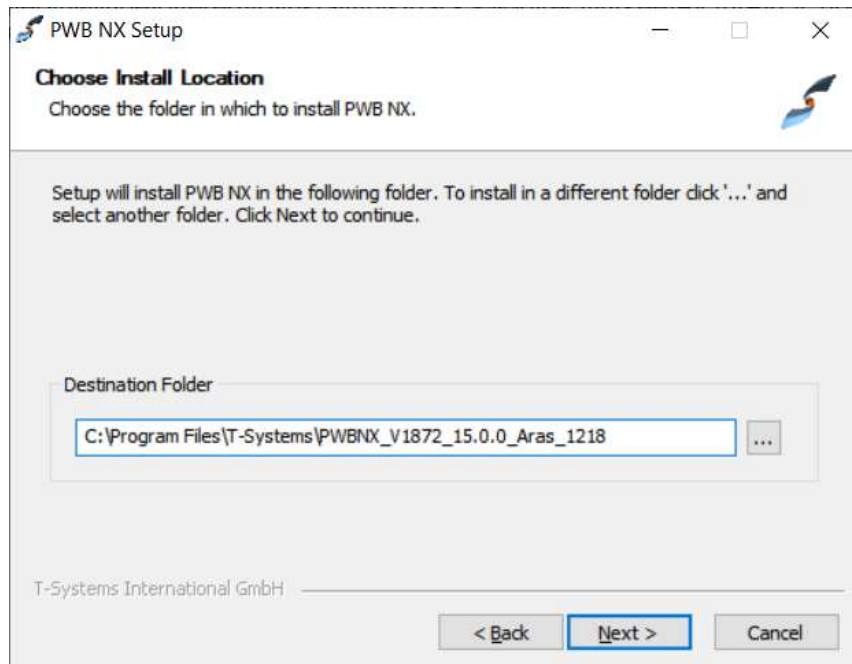 PWB NX Setup
Choose Install Location
Choose the folder in which to install PWB NX.
Setup will install PWB NX in the following folder. To install in a different folder click '...' and
select another folder. Click Next to continue.
Destination Folder
C:\Program Files\T-Systems\PWBNX_V1872_15.0.0_Aras_1218
...
T-Systems International GmbH
< Back
Next >
Cancel